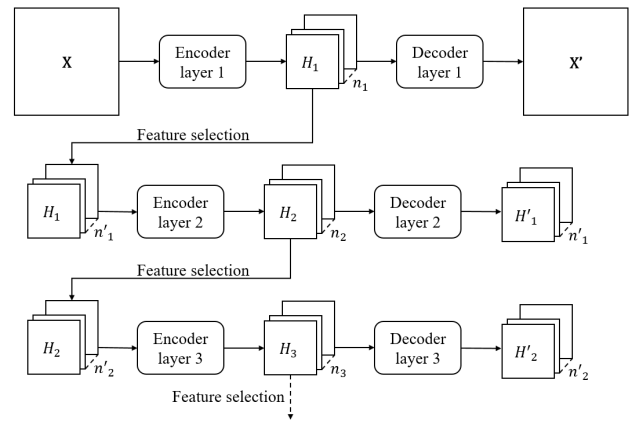 X
Encoder
layer 1
H₁
n₁
Decoder
layer 1
X'
Feature selection
H₁
n'₁
Encoder
layer 2
H₂
n₂
Decoder
layer 2
H'₁
n'₁
Feature selection
H₂
n'₂
Encoder
layer 3
H₃
n₃
Decoder
layer 3
H'₂
n'₂
Feature selection